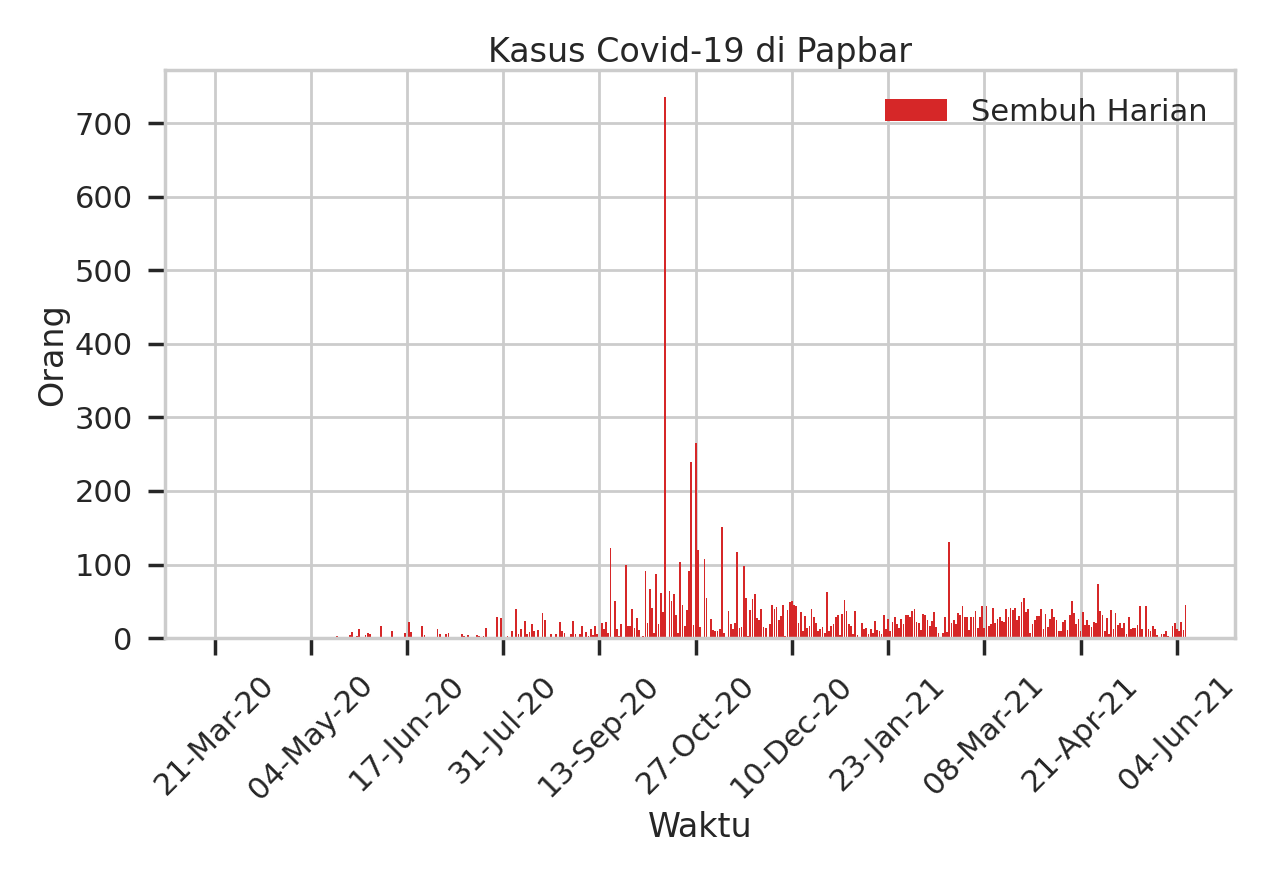 Kasus Covid-19 di Papbar
Sembuh Harian
Orang
700
600
500
400
300
200
100
0
21-Mar-20
04-May-20
17-Jun-20
31-Jul-20
13-Sep-20
27-Oct-20
10-Dec-20
23-Jan-21
08-Mar-21
21-Apr-21
04-Jun-21
Waktu